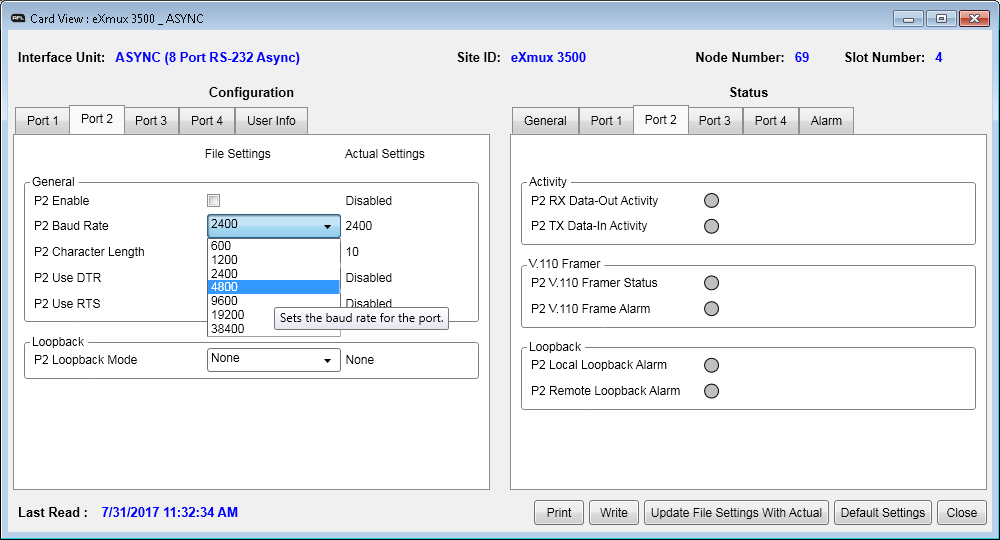 AFL Card View : eXmux 3500 _ ASYNC
Interface Unit: ASYNC (8 Port RS-232 Async) Site ID: eXmux 3500 Node Number: 69 Slot Number: 4
Configuration
Port 1 Port 2 Port 3 Port 4 User Info
File Settings Actual Settings
General
P2 Enable Disabled
P2 Baud Rate 2400 2400
600
1200
P2 Character Length 10
2400
P2 Use DTR Disabled
4800
9600
P2 Use RTS Disabled
19200
Sets the baud rate for the port.
38400
Loopback
P2 Loopback Mode None None
Status
General Port 1 Port 2 Port 3 Port 4 Alarm
Activity
P2 RX Data-Out Activity
P2 TX Data-In Activity
V.110 Framer
P2 V.110 Framer Status
P2 V.110 Frame Alarm
Loopback
P2 Local Loopback Alarm
P2 Remote Loopback Alarm
Last Read : 7/31/2017 11:32:34 AM
Print Write Update File Settings With Actual Default Settings Close